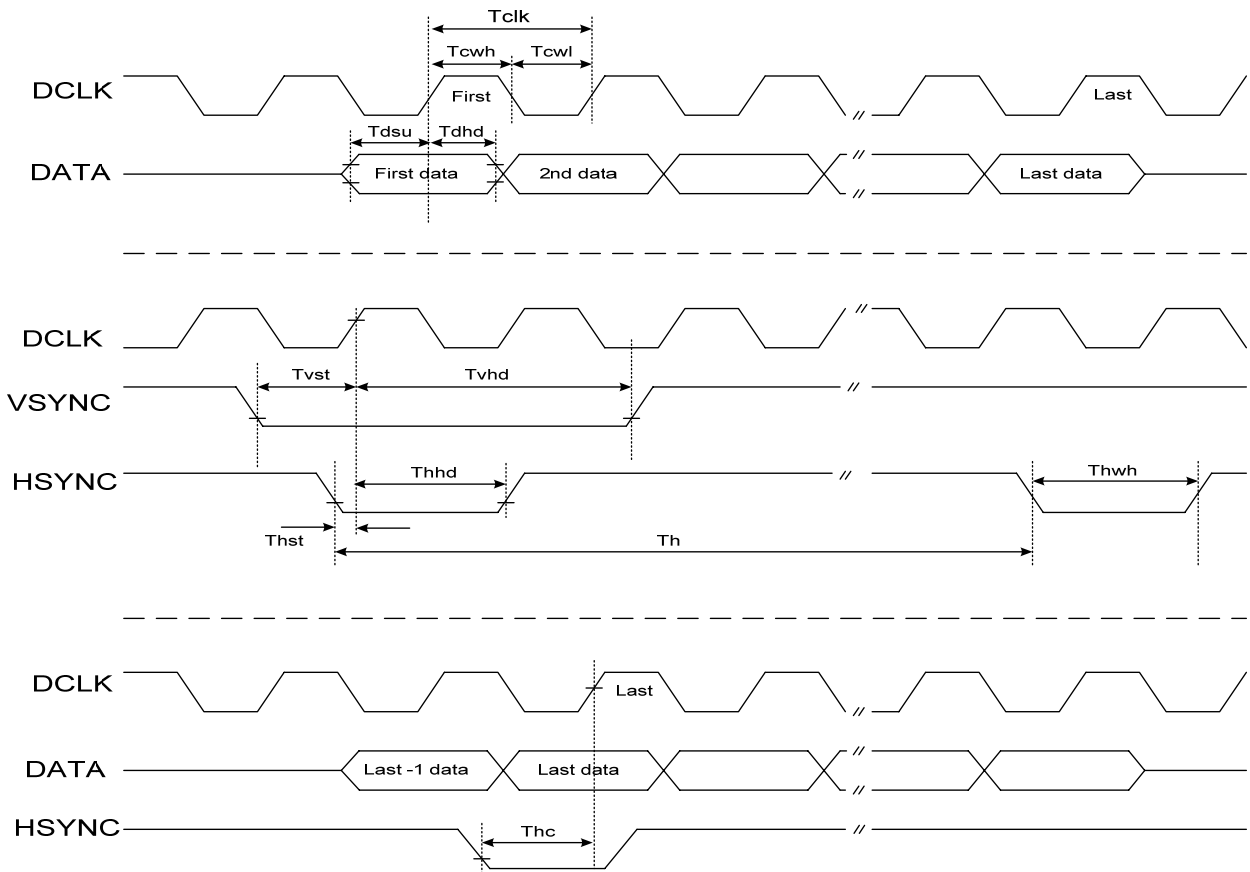 Tclk
Tcwh Tcwl
DCLK First Last
Tdsu Tdhd
DATA First data 2nd data Last data
DCLK
Tvst Tvhd
VSYNC
HSYNC Thhd Thwh
Thst Th
DCLK Last
DATA Last -1 data Last data
HSYNC Thc